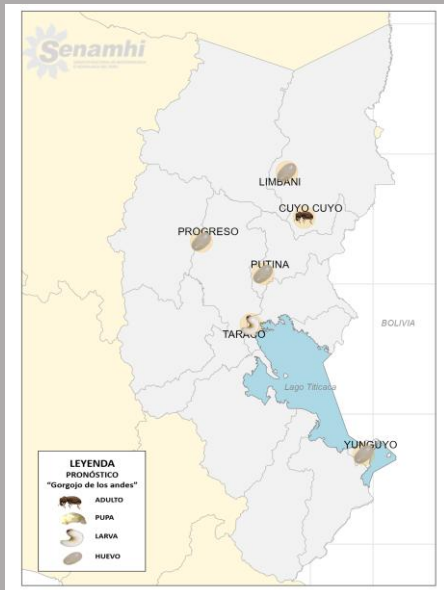 Senamhi
LIMBANI
CUYO CUYO
PROGRESO
PUTINA
TARACO
BOLIVIA
Lago Titicaca
YUNGUYO
LEYENDA
PRONÓSTICO
"Gorgojo de los andes"
ADULTO
PUPA
LARVA
HUEVO